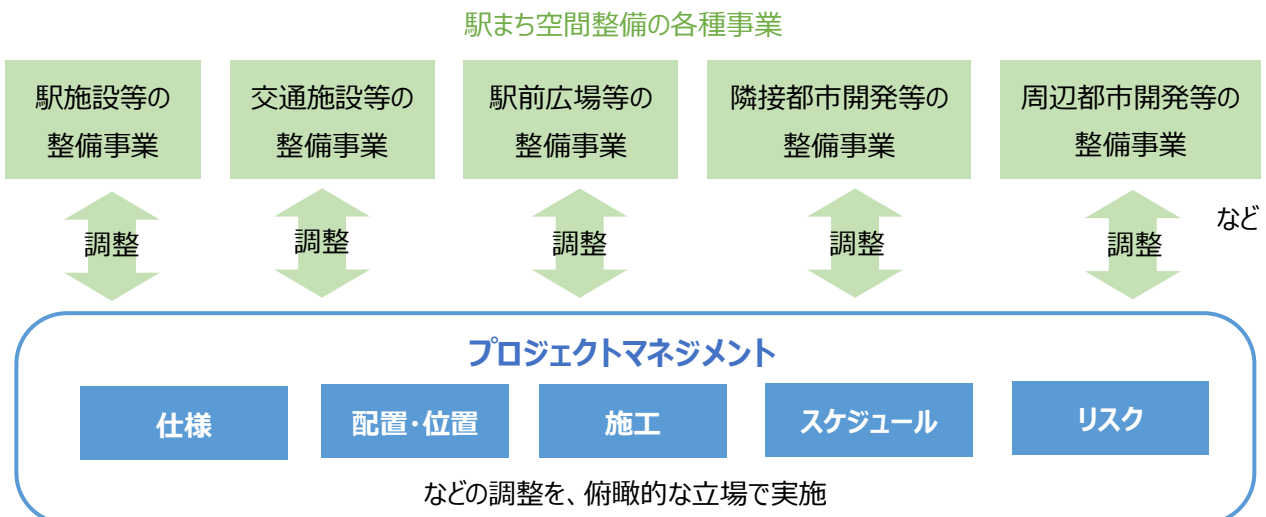 駅まち空間整備の各種事業
駅施設等の
整備事業
交通施設等の
整備事業
駅前広場等の
整備事業
隣接都市開発等の
整備事業
周辺都市開発等の
整備事業
調整
調整
調整
調整
調整
など
プロジェクトマネジメント
仕様
配置・位置
施工
スケジュール
リスク
などの調整を、俯瞰的な立場で実施